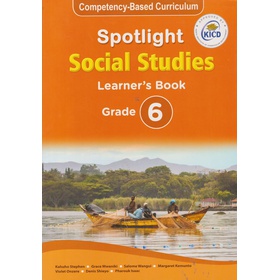 Competency-Based Curriculum
Spotlight
KICD
Social Studies
Learner's Book
Grade 6